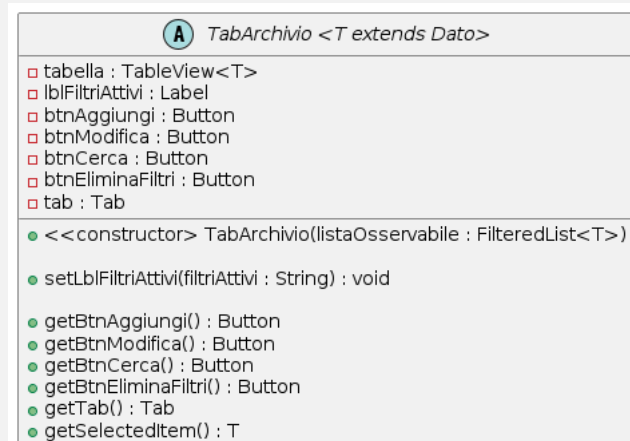 A TabArchivio <T extends Dato>
tabella : TableView<T>
lblFiltriAttivi : Label
btnAggiungi : Button
btnModifica : Button
btnCerca : Button
btnEliminaFiltri : Button
tab : Tab
<<constructor> TabArchivio(listaOsservabile : FilteredList<T>)
setLblFiltriAttivi(filtriAttivi : String) : void
getBtnAggiungi() : Button
getBtnModifica() : Button
getBtnCerca() : Button
getBtnEliminaFiltri() : Button
getTab() : Tab
getSelectedItem() : T